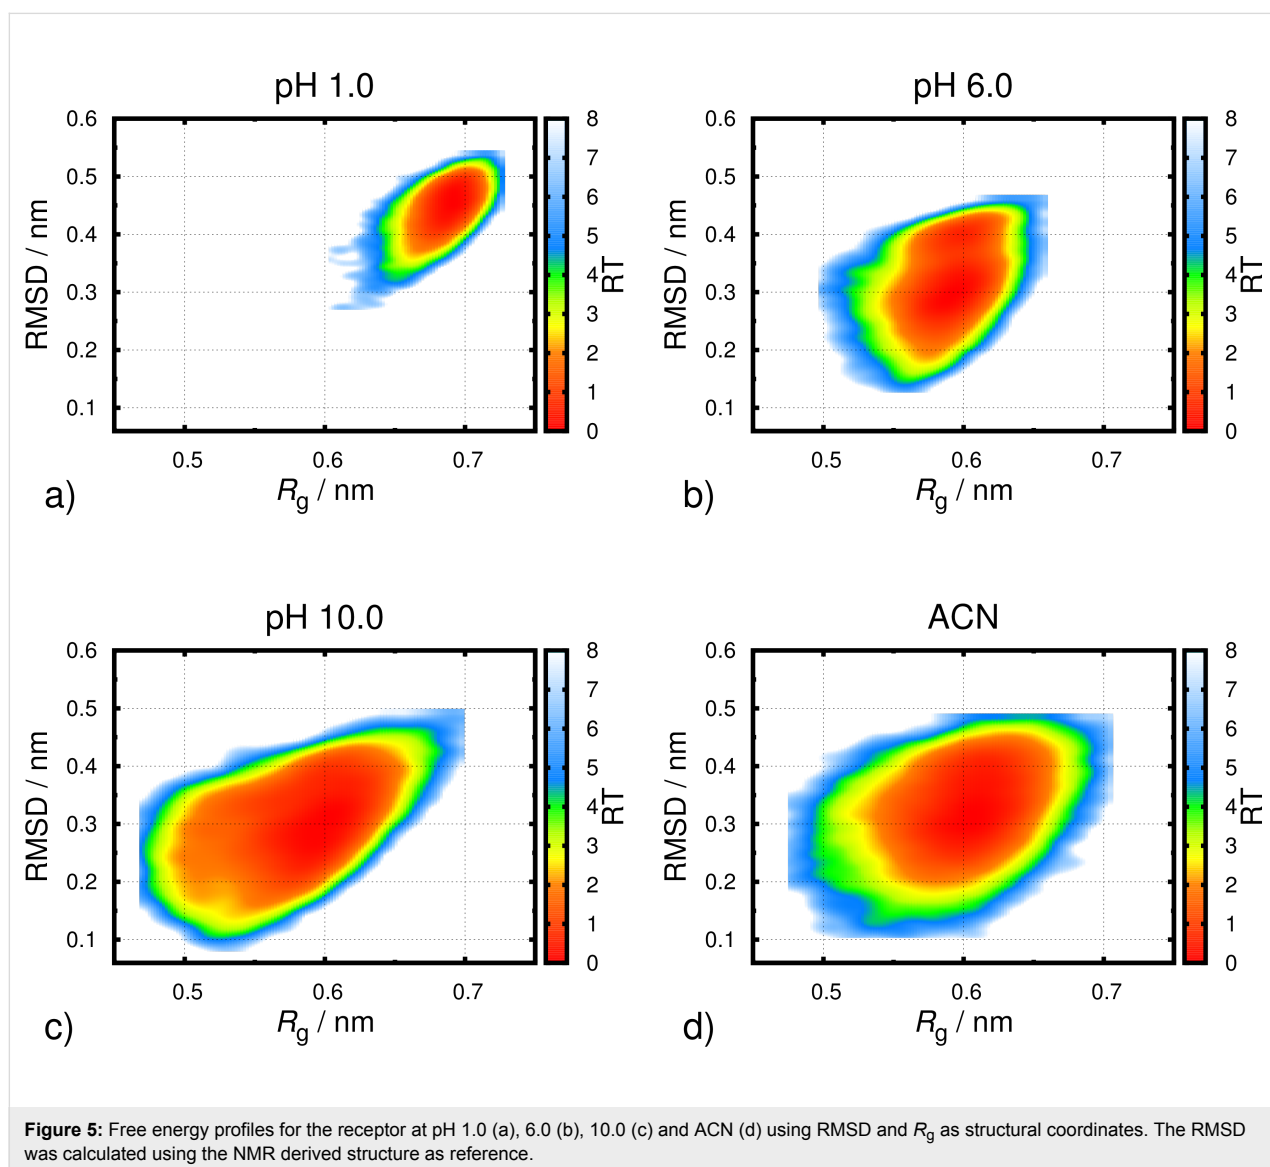 pH 1.0
0.6
0.5
0.4
0.3
0.2
0.1
RMSD / nm
0.5 0.6 0.7
Rg / nm
8
7
6
5
4
3
2
1
0
RT
a)
pH 6.0
0.6
0.5
0.4
0.3
0.2
0.1
RMSD / nm
0.5 0.6 0.7
Rg / nm
8
7
6
5
4
3
2
1
0
RT
b)
pH 10.0
0.6
0.5
0.4
0.3
0.2
0.1
RMSD / nm
0.5 0.6 0.7
Rg / nm
8
7
6
5
4
3
2
1
0
RT
c)
ACN
0.6
0.5
0.4
0.3
0.2
0.1
RMSD / nm
0.5 0.6 0.7
Rg / nm
8
7
6
5
4
3
2
1
0
RT
d)
Figure 5: Free energy profiles for the receptor at pH 1.0 (a), 6.0 (b), 10.0 (c) and ACN (d) using RMSD and Rg as structural coordinates. The RMSD
was calculated using the NMR derived structure as reference.